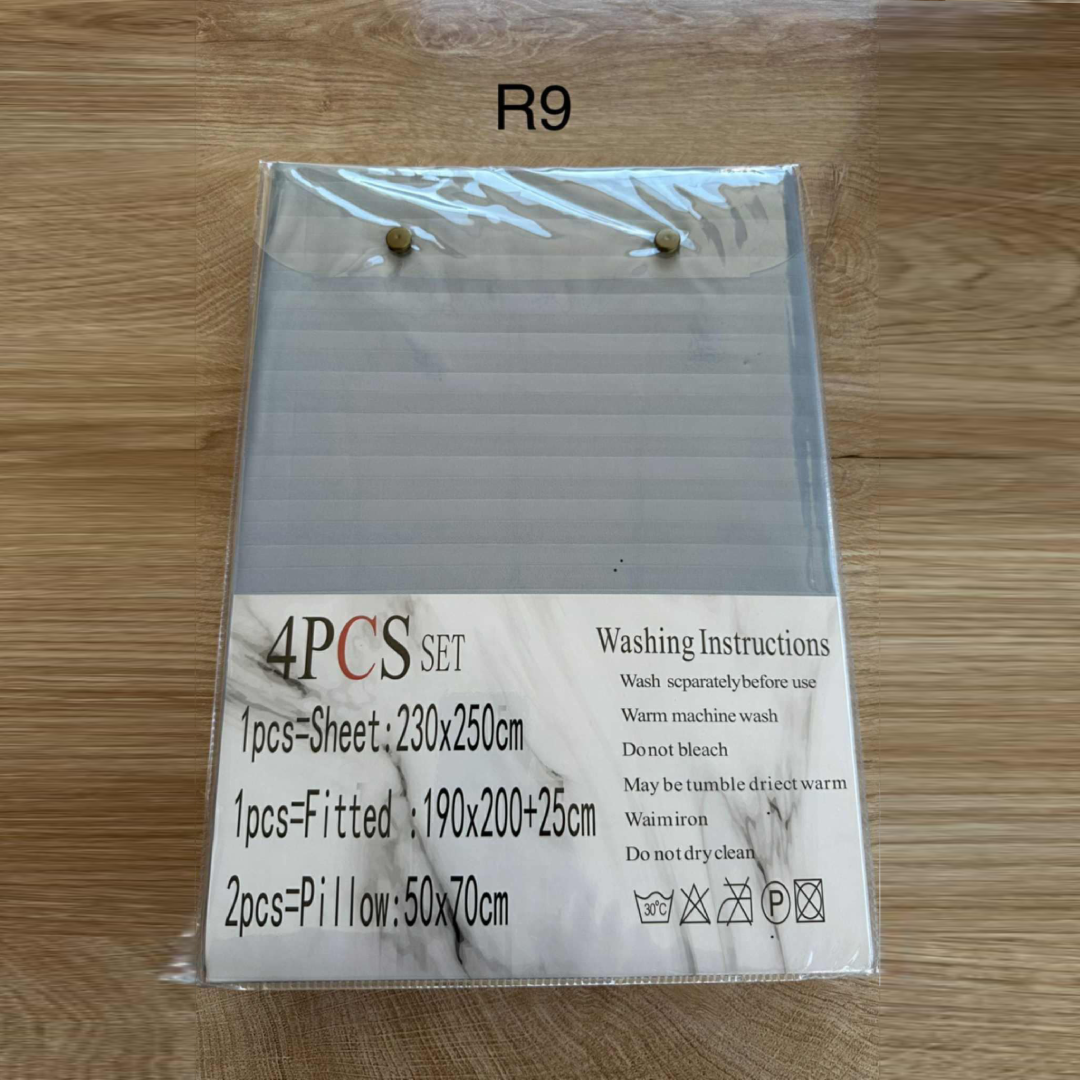 R9
4PCS SET
1pcs=Sheet:230x250cm
1pcs=Fitted :190x200+25cm
2pcs=Pillow:50x70cm
Washing Instructions
Wash scparatelybefore use
Warm machine wash
Donot bleach
May be tumble driect warm
Waimiron
Do not dry clean
30°C
P